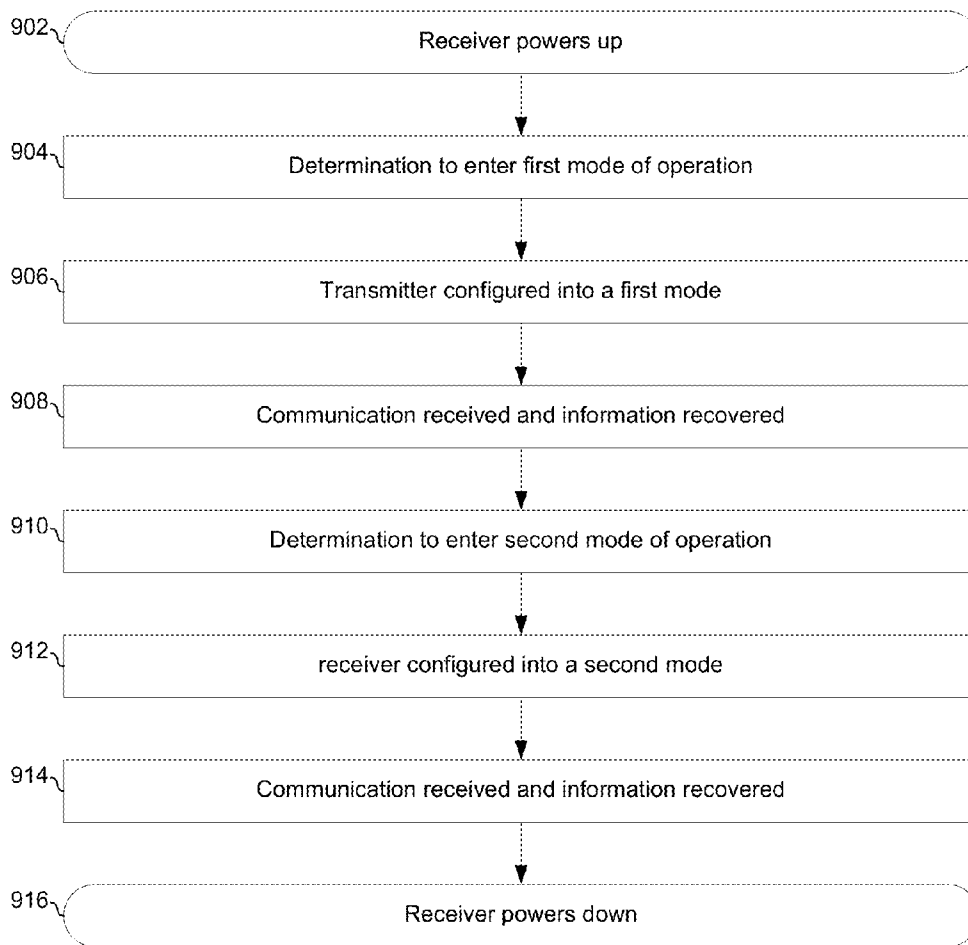 902 Receiver powers up
904 Determination to enter first mode of operation
906 Transmitter configured into a first mode
908 Communication received and information recovered
910 Determination to enter second mode of operation
912 receiver configured into a second mode
914 Communication received and information recovered
916 Receiver powers down